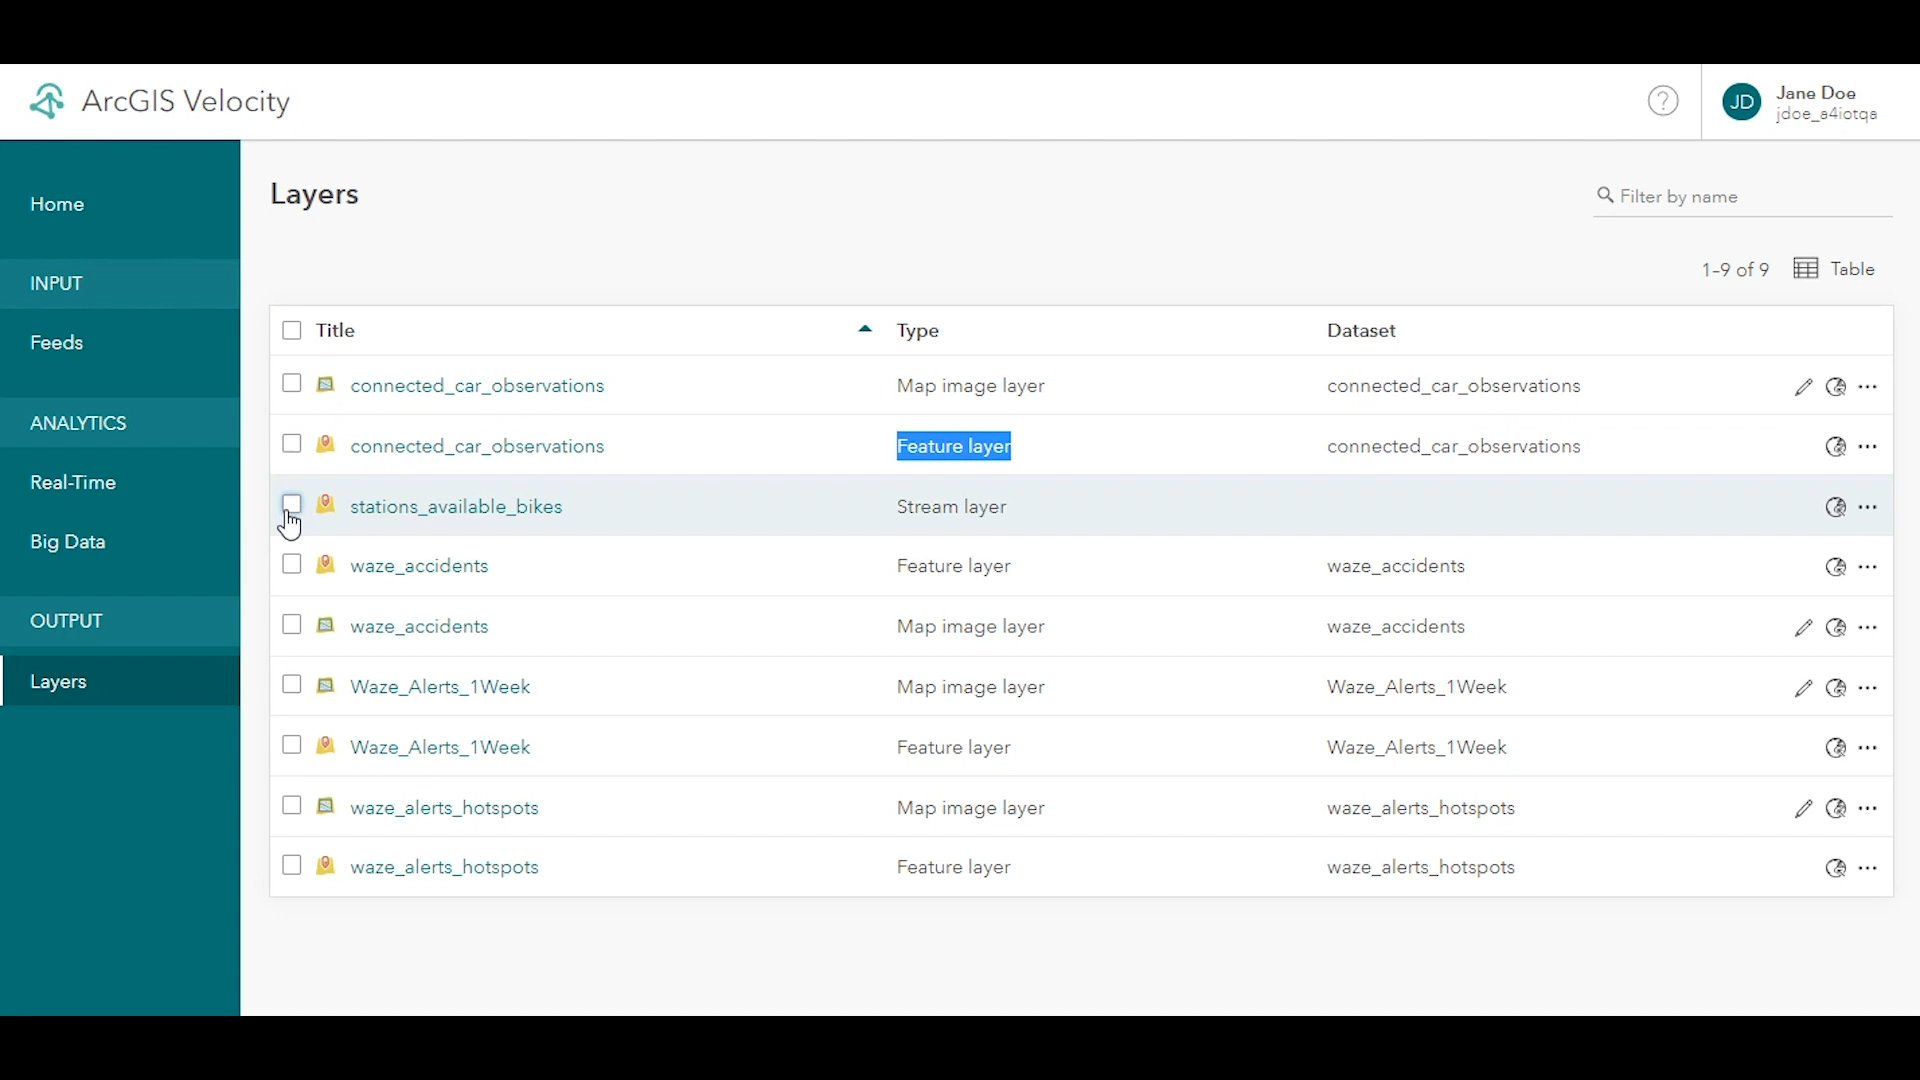 ArcGIS Velocity
?
JD
Jane Doe
jdoe_a4iotqa
Home
INPUT
Feeds
ANALYTICS
Real-Time
Big Data
OUTPUT
Layers
Layers
Filter by name
1-9 of 9 Table
Title Type Dataset
connected_car_observations Map image layer connected_car_observations
connected_car_observations Feature layer connected_car_observations
stations_available_bikes Stream layer
waze_accidents Feature layer waze_accidents
waze_accidents Map image layer waze_accidents
Waze_Alerts_1Week Map image layer Waze_Alerts_1Week
Waze_Alerts_1Week Feature layer Waze_Alerts_1Week
waze_alerts_hotspots Map image layer waze_alerts_hotspots
waze_alerts_hotspots Feature layer waze_alerts_hotspots